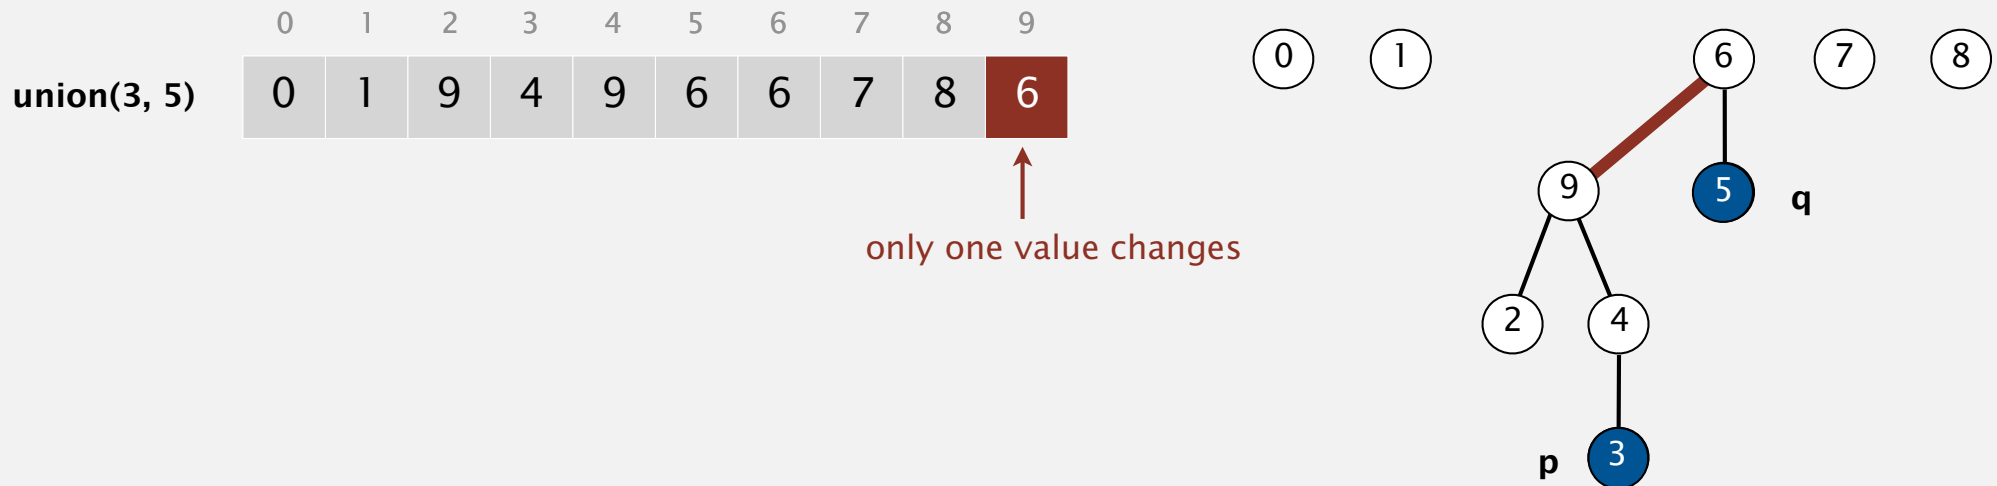 0 1 2 3 4 5 6 7 8 9
union(3, 5) 0 1 9 4 9 6 6 7 8 6
only one value changes
0 1 6 7 8
9 5 q
2 4
p 3